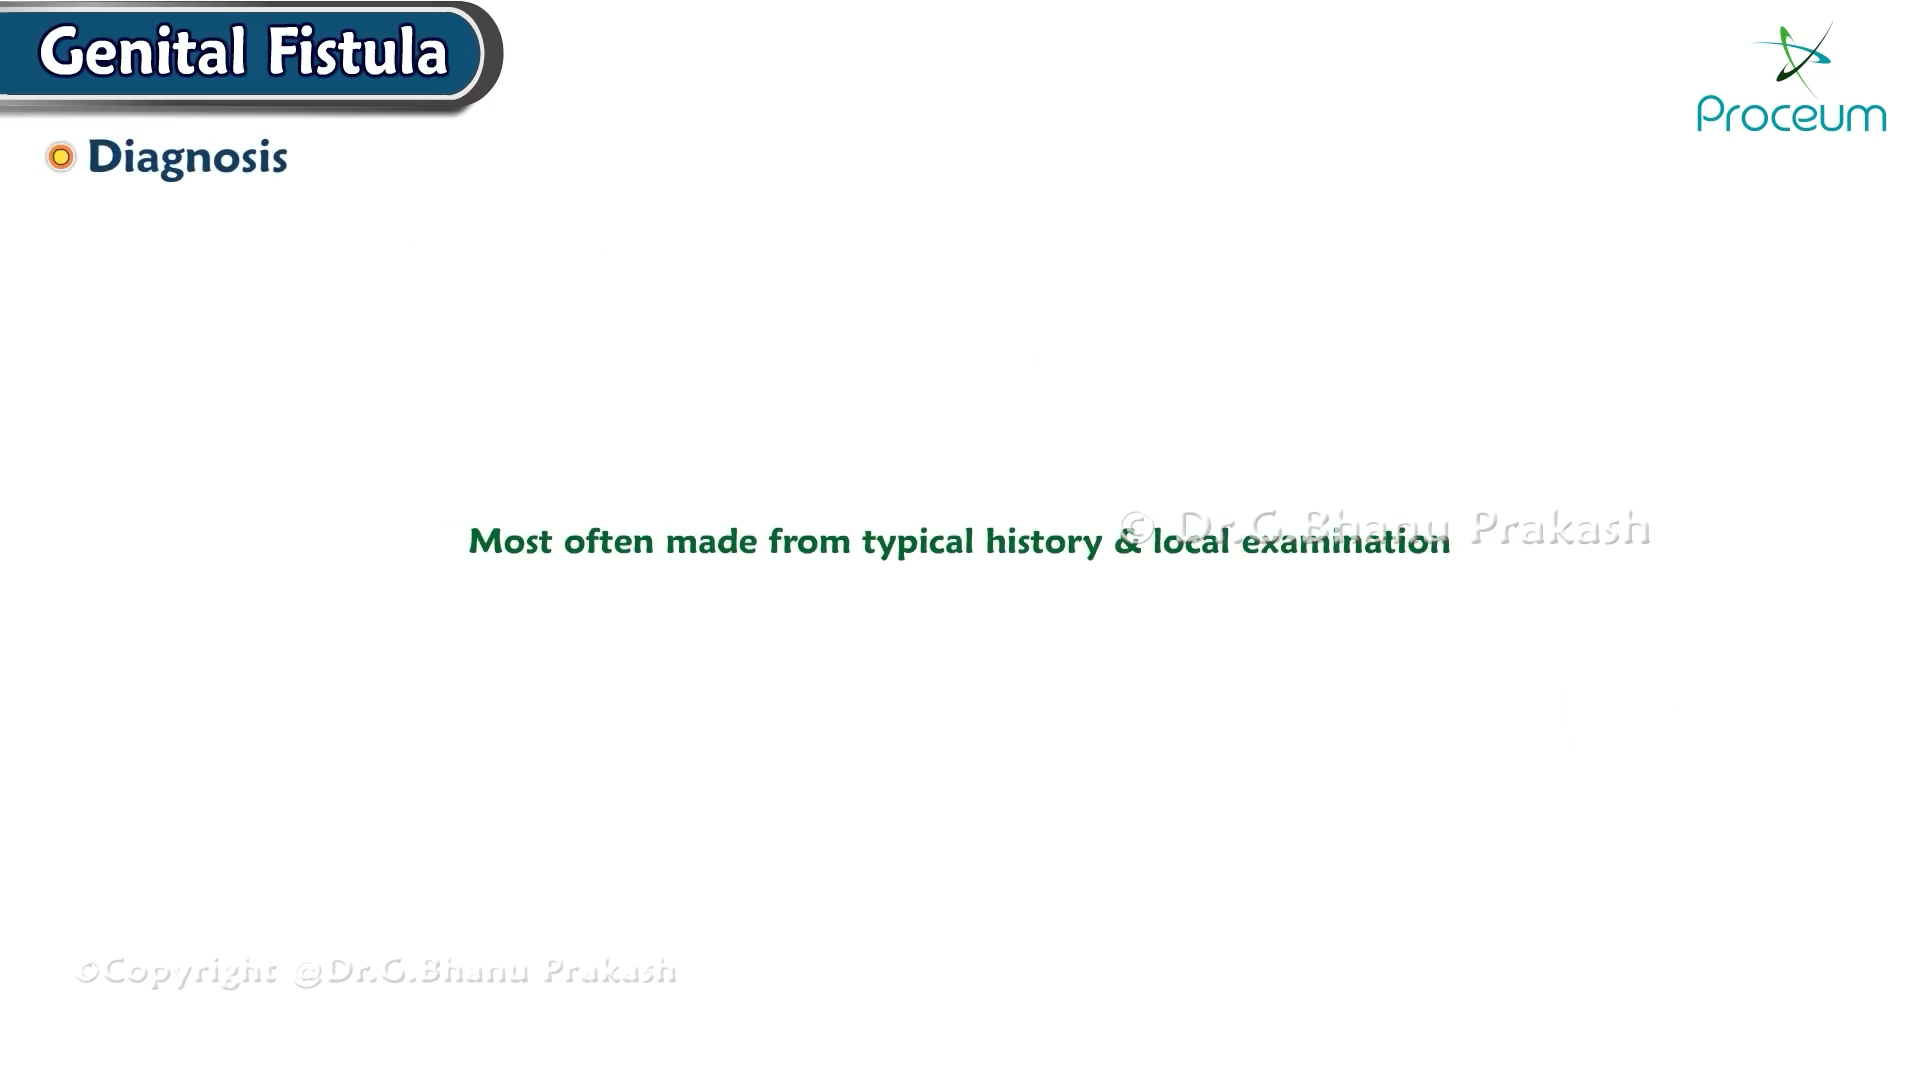 Genital Fistula
Proceum
Diagnosis
Most often made from typical history & local examination
© Dr.G.Bhanu Prakash
©Copyright @Dr.G.Bhanu Prakash